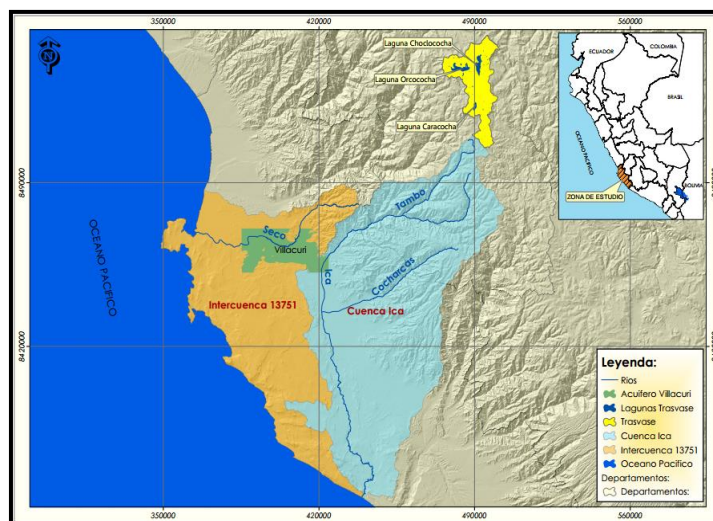 350000 420000 490000 560000
ECUADOR
COLOMBIA
BRASIL
BOLIVIA
OCEANO PACIFICO
ZONA DE ESTUDIO
N
Laguna Choclococha
Laguna Orcococha
Laguna Caracocha
8490000
Tambo
Seco
Villacuri
Ica
Cocharcas
OCEANO PACIFICO
Intercuenca 13751
Cuenca Ica
8420000
Leyenda:
Rios
Acuifero Villacuri
Lagunas Trasvase
Trasvase
Cuenca Ica
Intercuenca 13751
Oceano Pacifico
Departamentos:
Departamentos:
350000 420000 490000 560000